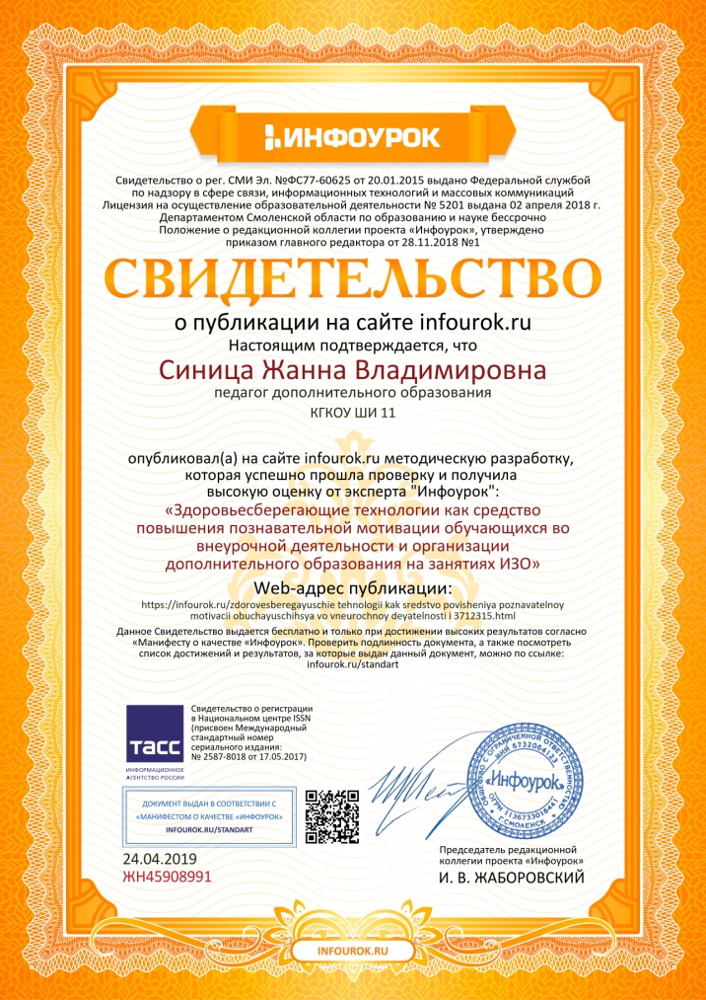 ИНФОУРОК
Свидетельство о рег. СМИ Эл. №ФС77-60625 от 20.01.2015 выдано Федеральной службой
по надзору в сфере связи, информационных технологий и массовых коммуникаций
Лицензия на осуществление образовательной деятельности № 5201 выдана 02 апреля 2018 г.
Департаментом Смоленской области по образованию и науке бессрочно
Положение о редакционной коллегии проекта «Инфоурок», утверждено
приказом главного редактора от 28.11.2018 №1
СВИДЕТЕЛЬСТВО
о публикации на сайте infourok.ru
Настоящим подтверждается, что
Синица Жанна Владимировна
педагог дополнительного образования
КГКОУ ШИ 11
опубликовал(а) на сайте infourok.ru методическую разработку,
которая успешно прошла проверку и получила
высокую оценку от эксперта "Инфоурок":
«Здоровьесберегающие технологии как средство
повышения познавательной мотивации обучающихся во
внеурочной деятельности и организации
дополнительного образования на занятиях ИЗО»
Web-адрес публикации:
https://infourok.ru/zdorovesberegayuschie tehnologii kak sredstvo povisheniya poznavatelnoy
motivacii obuchayuschihsya vo vneurochnoy deyatelnosti i 3712315.html
Данное Свидетельство выдается бесплатно и только при достижении высоких результатов согласно
«Манифесту о качестве «Инфоурок». Проверить подлинность документа, а также посмотреть
список достижений и результатов, за которые выдан данный документ, можно по ссылке:
infourok.ru/standart
ТАСС
ИНФОРМАЦИОННОЕ
АГЕНТСТВО РОССИИ
Свидетельство о регистрации
в Национальном центре ISSN
(присвоен Международный
стандартный номер
сериального издания:
№ 2587-8018 от 17.05.2017)
ДОКУМЕНТ ВЫДАН В СООТВЕТСТВИИ С
«МАНИФЕСТОМ О КАЧЕСТВЕ «ИНФОУРОК»
INFOUROK.RU/STANDART
24.04.2019
ЖН45908991
ОБЩЕСТВО С ОГРАНИЧЕННОЙ ОТВЕТСТВЕННОСТЬЮ
ИНН 6732064123
«Инфоурок»
ОГРН 1136733016441
* Г.СМОЛЕНСК *
Председатель редакционной
коллегии проекта «Инфоурок»
И. В. ЖАБОРОВСКИЙ
INFOUROK.RU